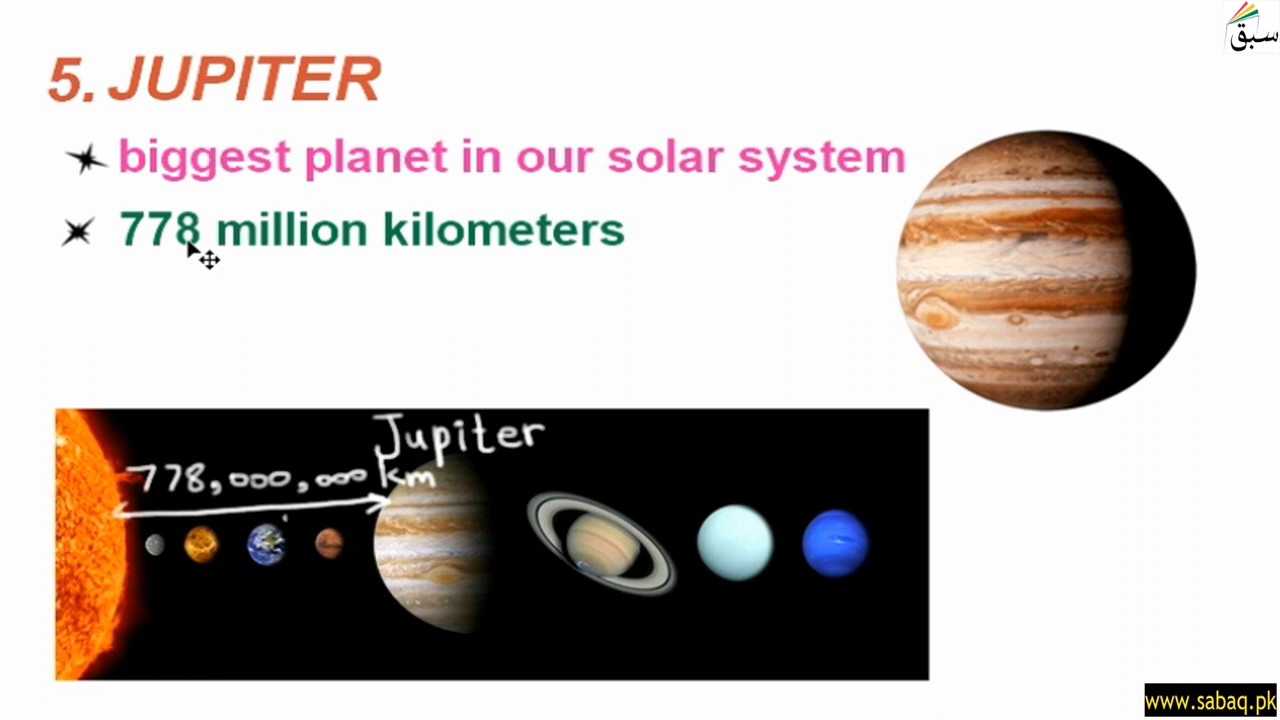 سبق
5. JUPITER
biggest planet in our solar system
778 million kilometers
Jupiter
778,000,000 km
www.sabaq.pk